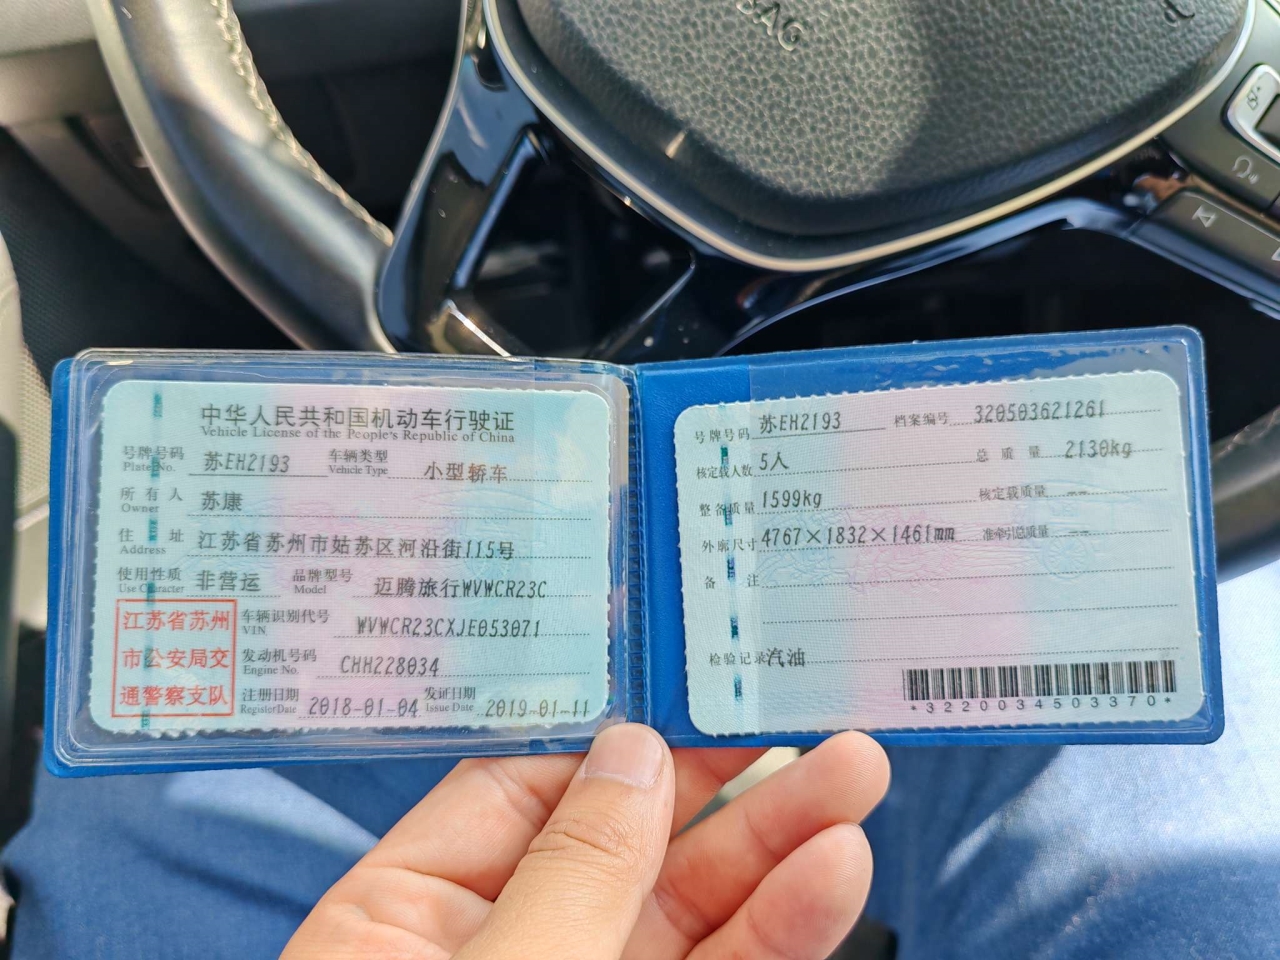 BAG
中华人民共和国机动车行驶证
Vehicle License of the People's Republic of China
号牌号码 苏EH2193 车辆类型 小型轿车
Plate No. Vehicle Type
所有人 苏康
Owner
住址 江苏省苏州市姑苏区河沿街115号
Address
使用性质 非营运 品牌型号 迈腾旅行WVWCR23C
Use Character Model
江苏省苏州
市公安局交
通警察支队
车辆识别代号 WVWCR23CXJE053071
VIN
发动机号码 CHH228034
Engine No.
注册日期 2018-01-04 发证日期 2019-01-11
Register Date Issue Date
号牌号码 苏EH2193 档案编号 320503621261
核定载人数 5人 总质量 2130kg
整备质量 1599kg 核定载质量 --
外廓尺寸 4767×1832×1461mm 准牵引总质量 --
备注
检验记录 汽油
*3220034503370*